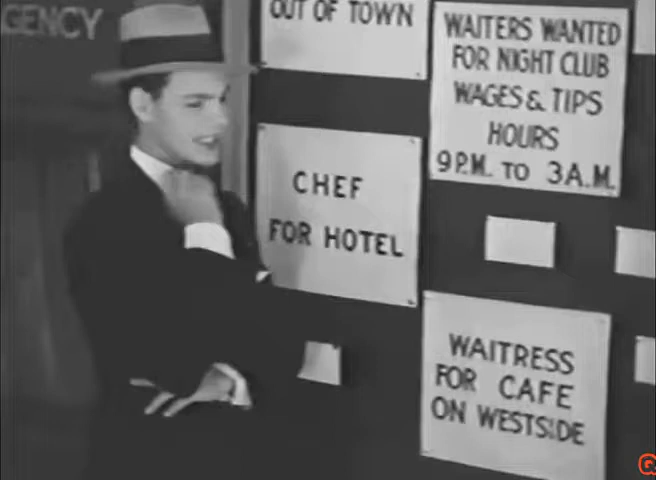 GENCY
OUT OF TOWN
WAITERS WANTED
FOR NIGHT CLUB
WAGES & TIPS
HOURS
9 P.M. TO 3 A.M.
CHEF
FOR HOTEL
WAITRESS
FOR CAFE
ON WESTSIDE